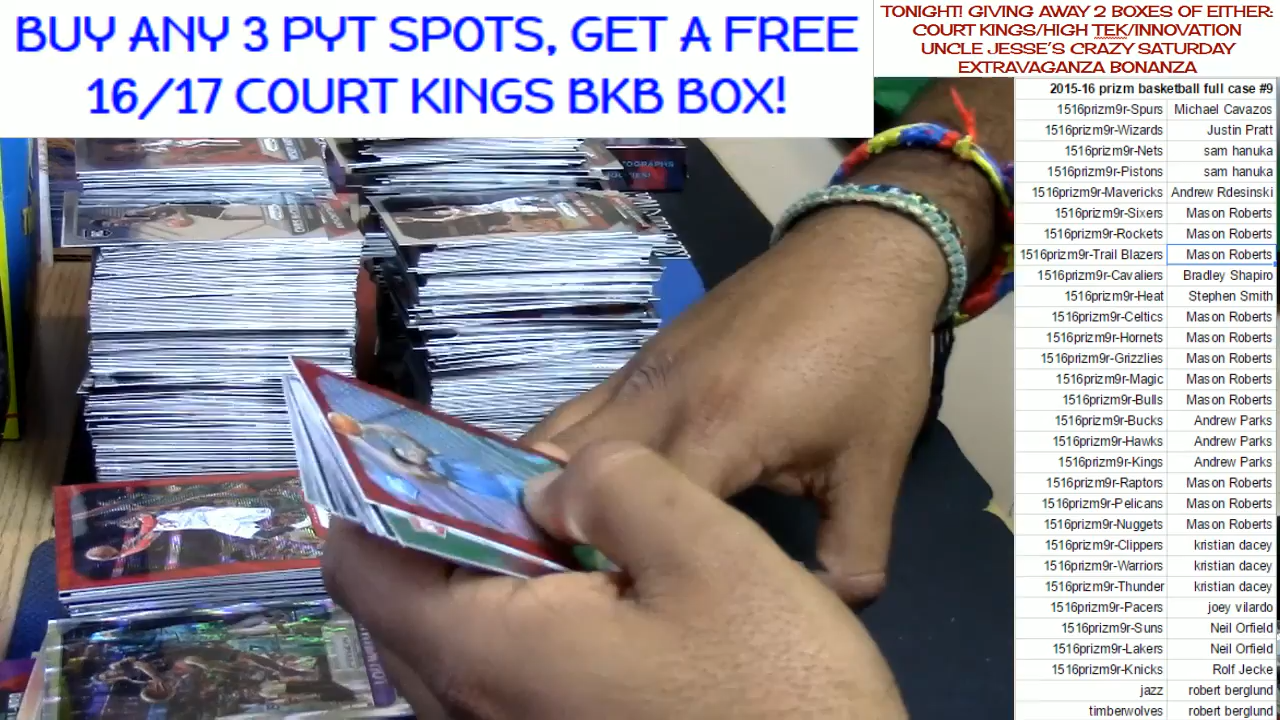 BUY ANY 3 PYT SPOTS, GET A FREE
16/17 COURT KINGS BKB BOX!
TONIGHT! GIVING AWAY 2 BOXES OF EITHER:
COURT KINGS/HIGH TEK/INNOVATION
UNCLE JESSE'S CRAZY SATURDAY
EXTRAVAGANZA BONANZA
2015-16 prizm basketball full case #9
1516prizm9r-Spurs Michael Cavazos
1516prizm9r-Wizards Justin Pratt
1516prizm9r-Nets sam hanuka
1516prizm9r-Pistons sam hanuka
1516prizm9r-Mavericks Andrew Rdesinski
1516prizm9r-Sixers Mason Roberts
1516prizm9r-Rockets Mason Roberts
1516prizm9r-Trail Blazers Mason Roberts
1516prizm9r-Cavaliers Bradley Shapiro
1516prizm9r-Heat Stephen Smith
1516prizm9r-Celtics Mason Roberts
1516prizm9r-Hornets Mason Roberts
1516prizm9r-Grizzlies Mason Roberts
1516prizm9r-Magic Mason Roberts
1516prizm9r-Bulls Mason Roberts
1516prizm9r-Bucks Andrew Parks
1516prizm9r-Hawks Andrew Parks
1516prizm9r-Kings Andrew Parks
1516prizm9r-Raptors Mason Roberts
1516prizm9r-Pelicans Mason Roberts
1516prizm9r-Nuggets Mason Roberts
1516prizm9r-Clippers kristian dacey
1516prizm9r-Warriors kristian dacey
1516prizm9r-Thunder kristian dacey
1516prizm9r-Pacers joey vilardo
1516prizm9r-Suns Neil Orfield
1516prizm9r-Lakers Neil Orfield
1516prizm9r-Knicks Rolf Jecke
jazz robert berglund
timberwolves robert berglund